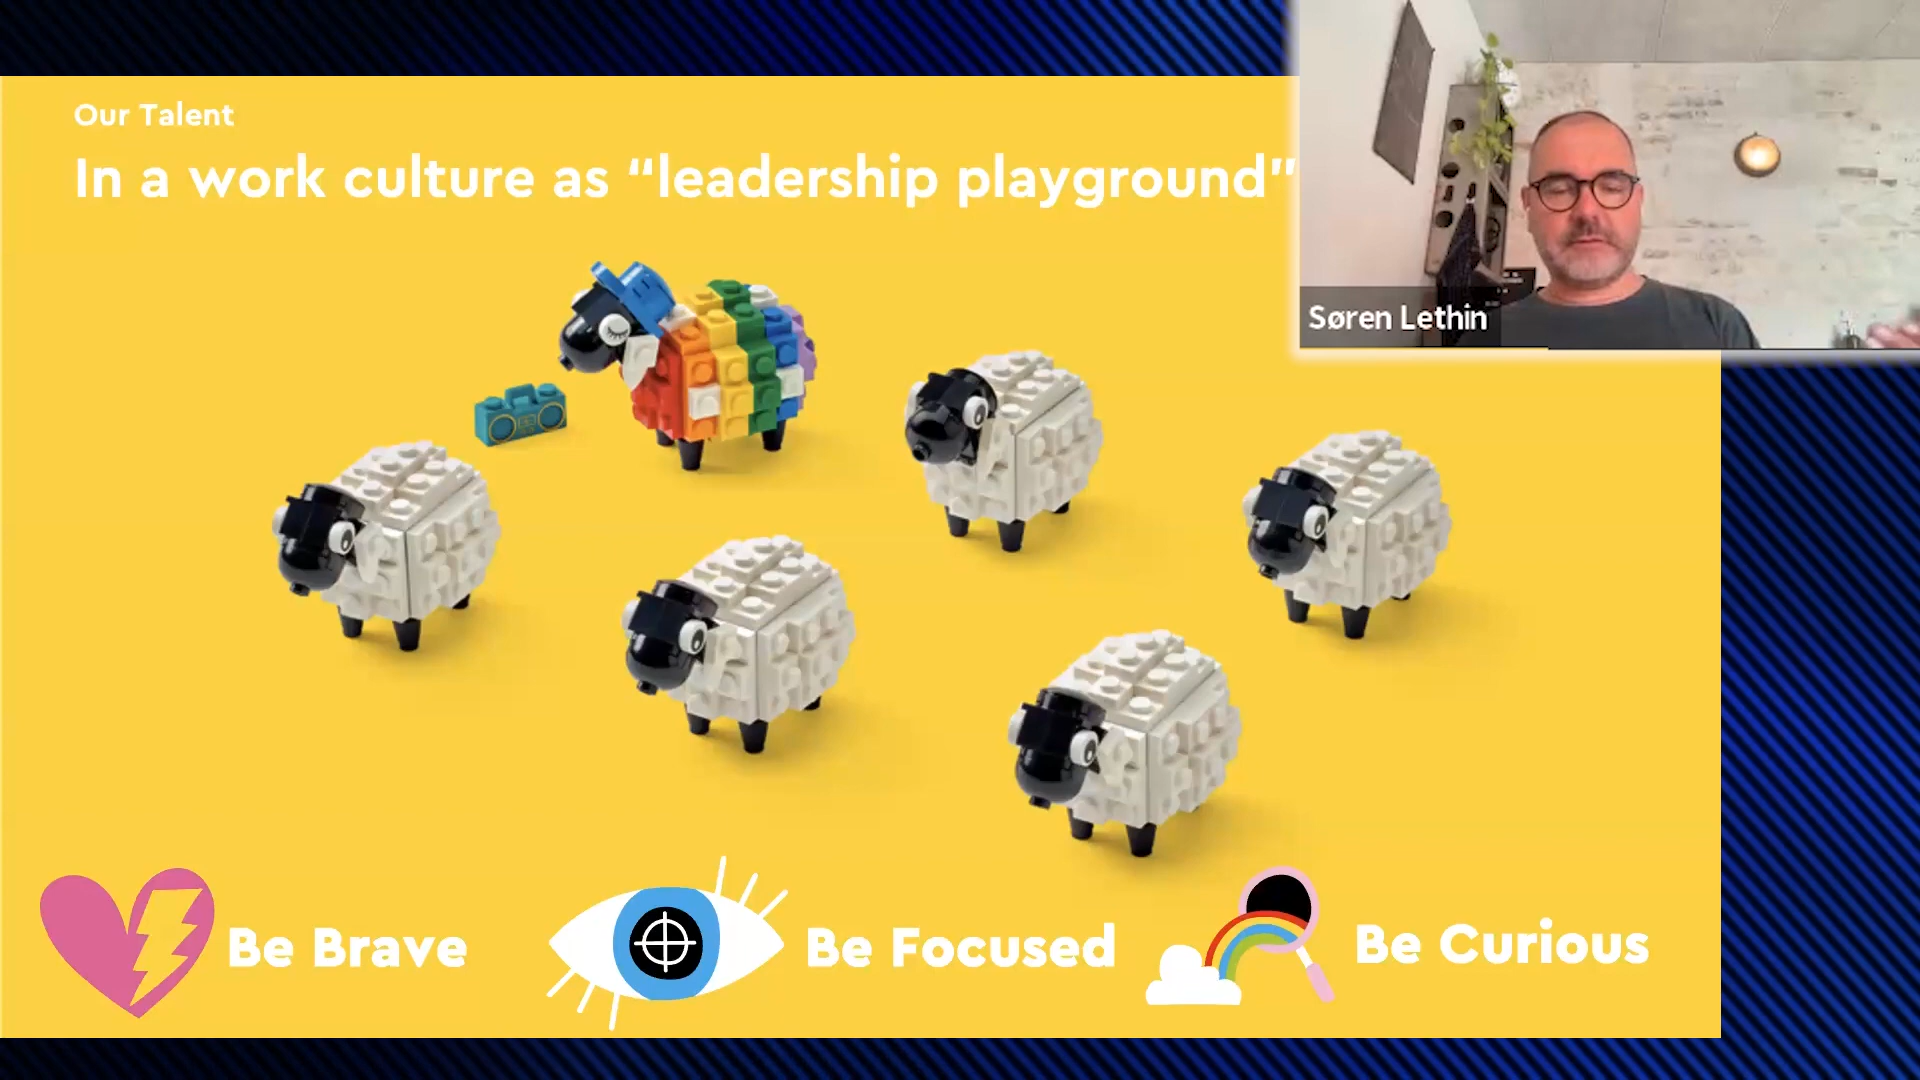 Our Talent
In a work culture as “leadership playground”
Søren Lethin
Be Brave
Be Focused
Be Curious